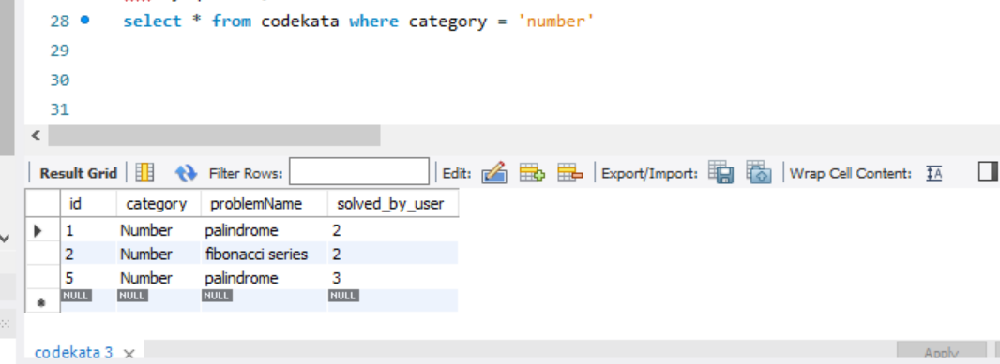 28 select * from codekata where category = 'number'
29
30
31
Result Grid Filter Rows: Edit: Export/Import: Wrap Cell Content: IA
id category problemName solved_by_user
1 Number palindrome 2
2 Number fibonacci series 2
5 Number palindrome 3
NULL NULL NULL NULL
codekata 3 × Apply